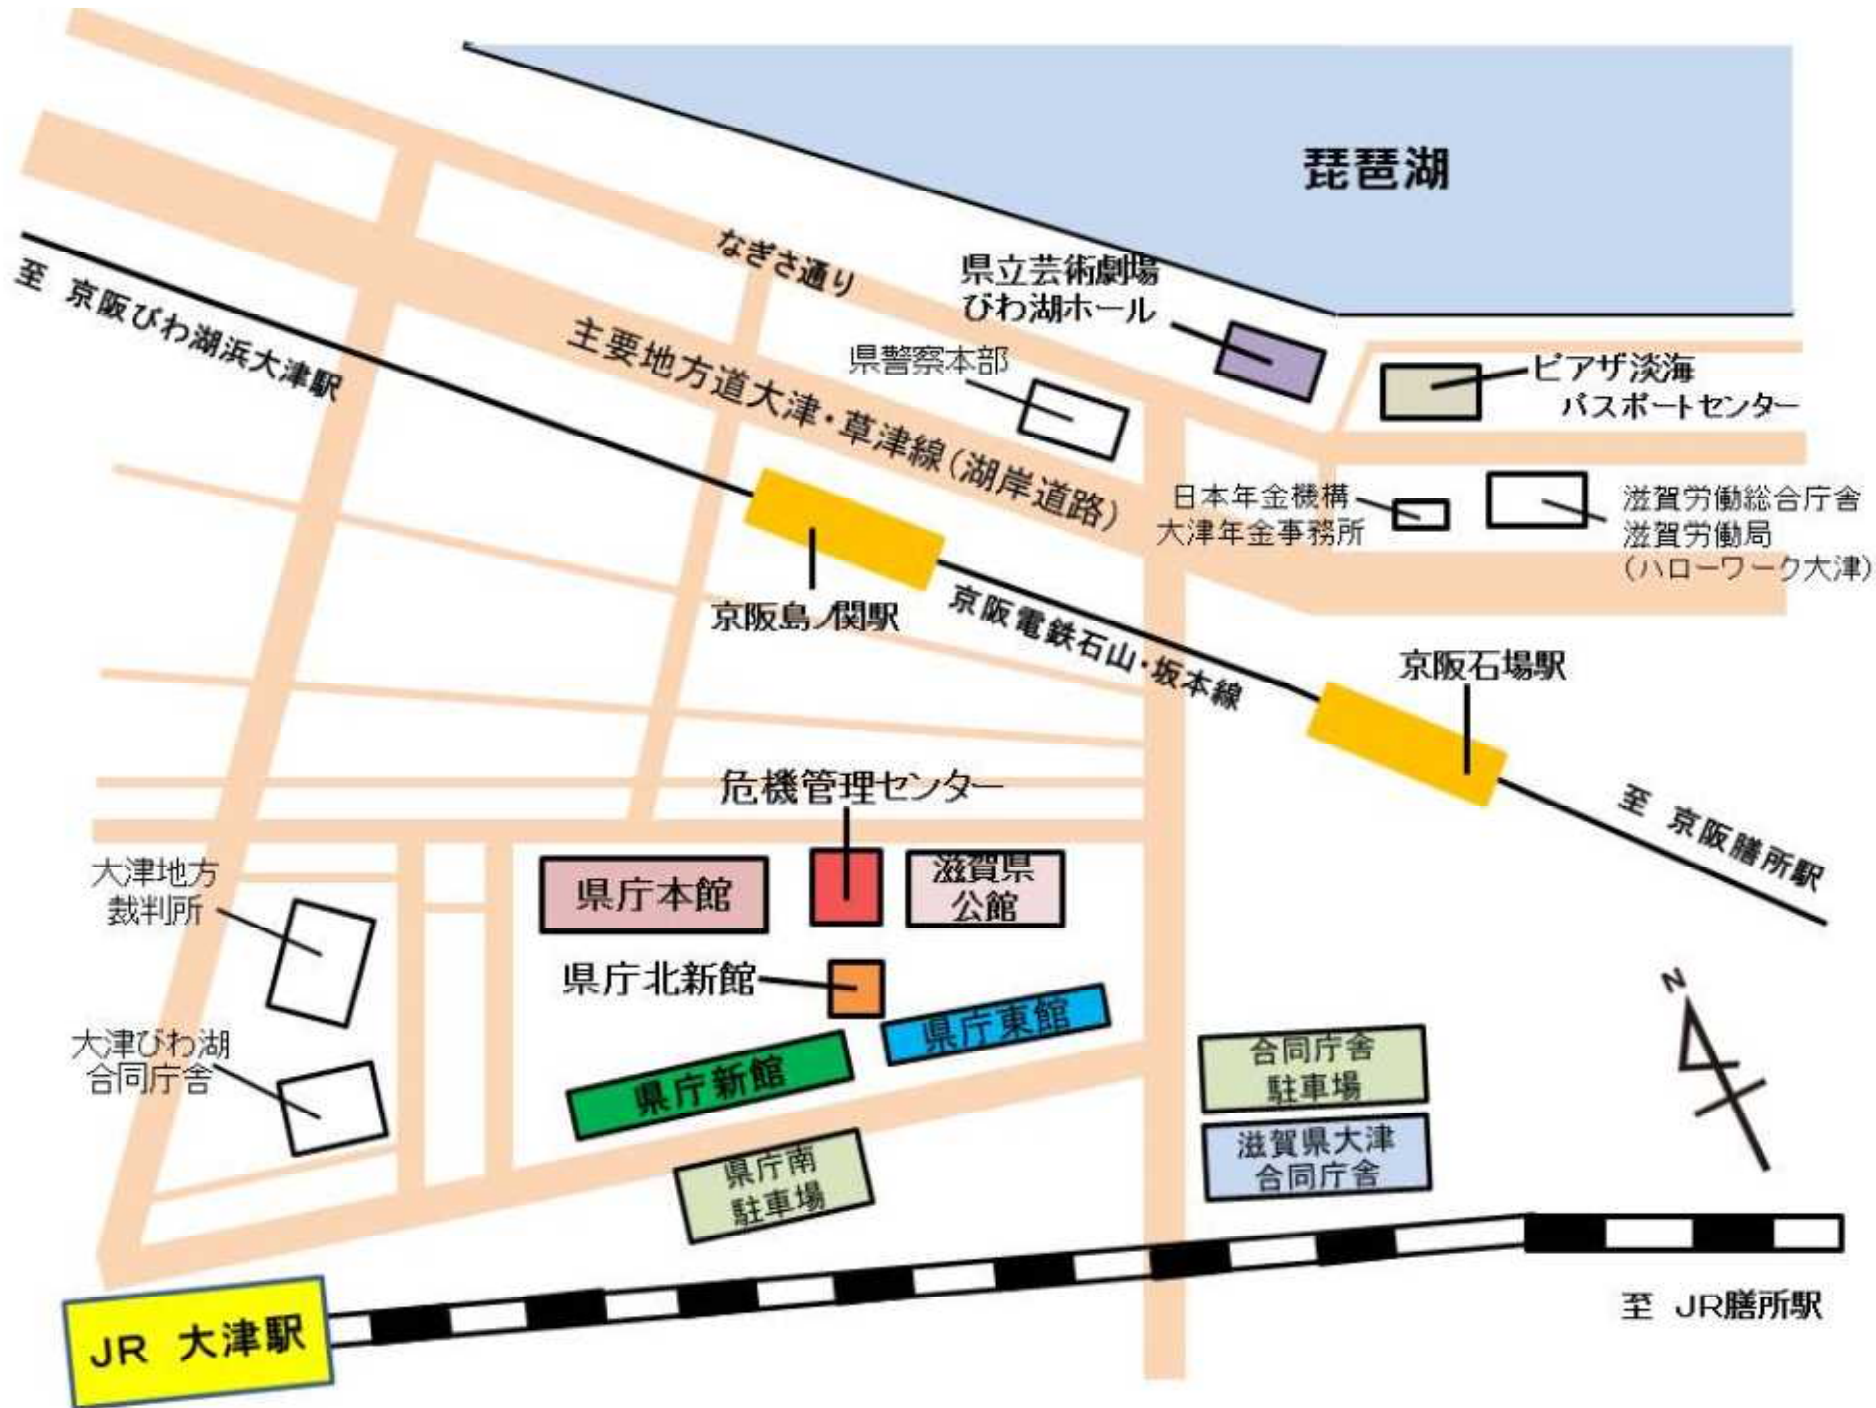 琵琶湖
なぎさ通り
県立芸術劇場
びわ湖ホール
至 京阪びわ湖浜大津駅
主要地方道大津・草津線(湖岸道路)
県警察本部
ピアザ淡海
パスポートセンター
日本年金機構
大津年金事務所
滋賀労働総合庁舎
滋賀労働局
(ハローワーク大津)
京阪島ノ関駅
京阪電鉄石山・坂本線
京阪石場駅
至 京阪膳所駅
危機管理センター
大津地方
裁判所
県庁本館
滋賀県
公館
県庁北新館
N
県庁東館
大津びわ湖
合同庁舎
県庁新館
合同庁舎
駐車場
滋賀県大津
合同庁舎
県庁南
駐車場
JR 大津駅
至 JR膳所駅